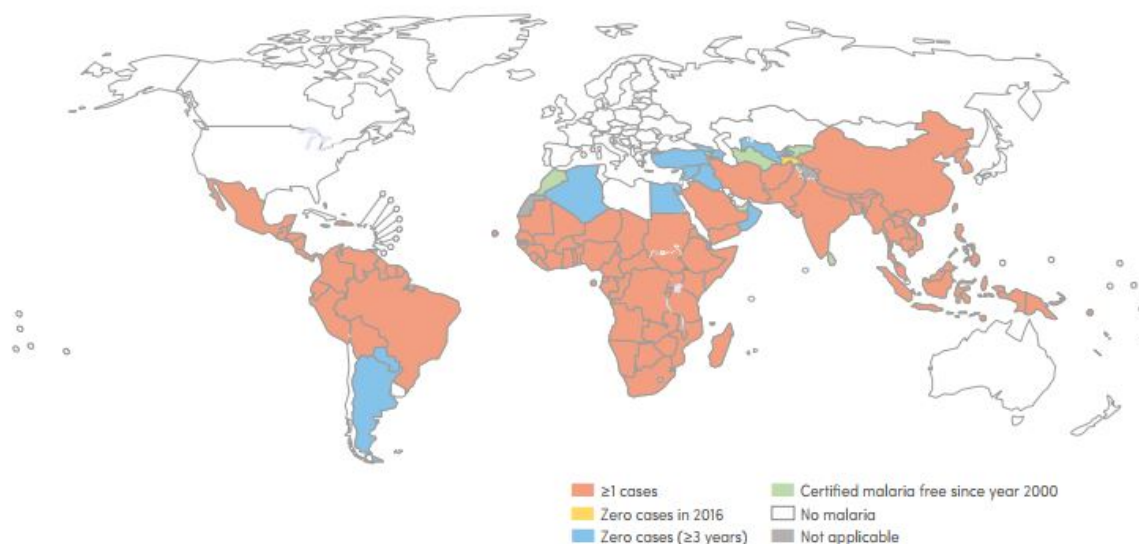 ≥1 cases
Zero cases in 2016
Zero cases (≥3 years)
Certified malaria free since year 2000
No malaria
Not applicable